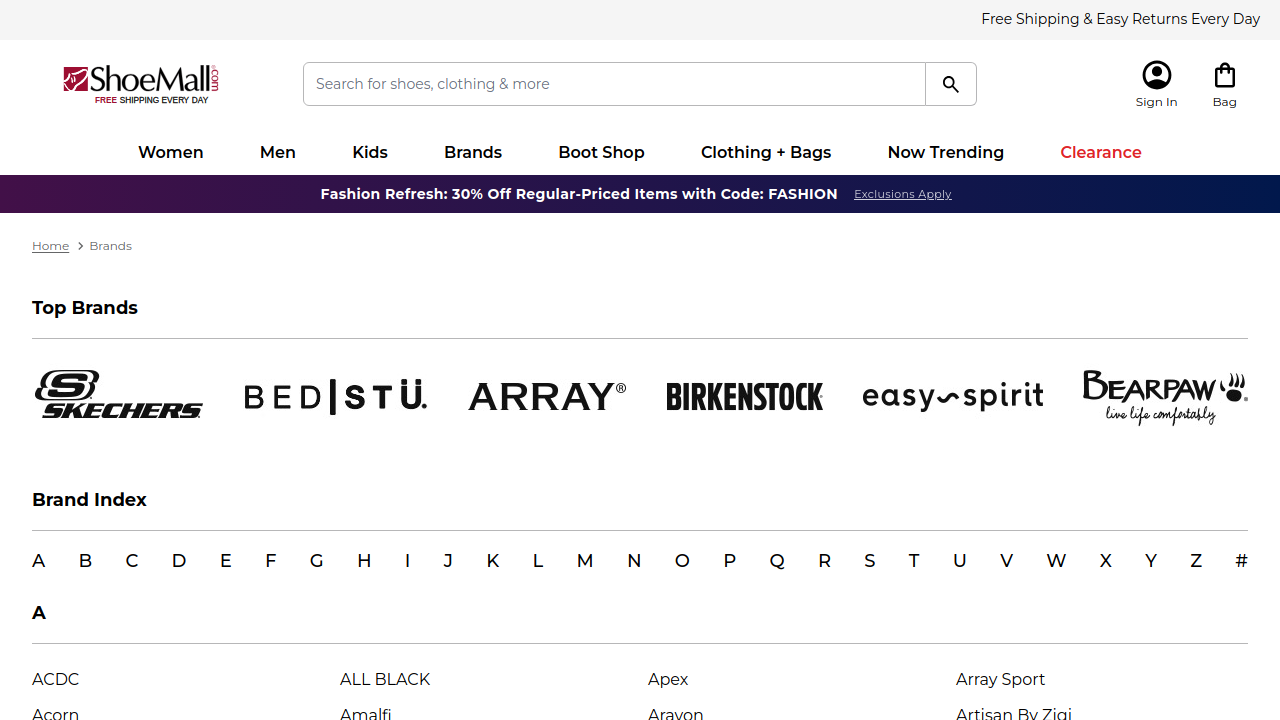 Free Shipping & Easy Returns Every Day
ShoeMall.com
FREE SHIPPING EVERY DAY
Search for shoes, clothing & more
Sign In
Bag
Women Men Kids Brands Boot Shop Clothing + Bags Now Trending Clearance
Fashion Refresh: 30% Off Regular-Priced Items with Code: FASHION Exclusions Apply
Home Brands
Top Brands
S SKECHERS
BED|STÜ.
ARRAY®
BIRKENSTOCK
easy spirit
BEARPAW
live life comfortably
Brand Index
A B C D E F G H I J K L M N O P Q R S T U V W X Y Z #
A
ACDC ALL BLACK Apex Array Sport
Acorn Amalfi Aravon Artisan By Zigi